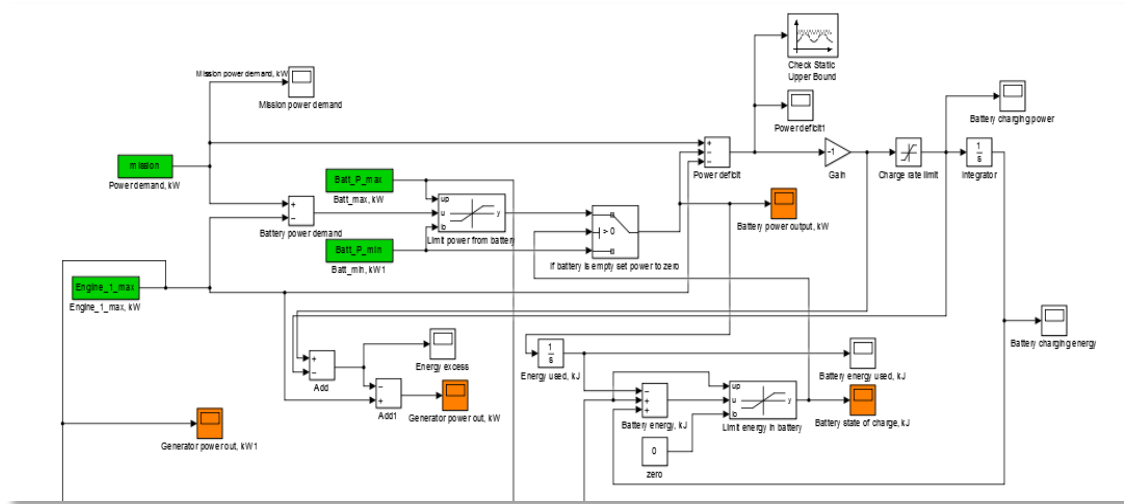 Check Static
Upper Bound
Mission power demand, kW
Mission power demand
Battery charging power
Power deficit1
mission
Power demand, kW
+
−
−
Power deficit
-1
Gain
Charge rate limit
1
s
Integrator
Batt_P_max
Batt_max, kW
+
−
Battery power demand
up
u
lo
y
Limit power from battery
> 0
If battery is empty set power to zero
Battery power output, kW
Batt_P_min
Batt_min, kW1
Engine_1_max
Engine_1_max, kW
Battery charging energy
+
−
Add
Energy excess
−
+
Add1
Generator power out, kW
1
s
Energy used, kJ
Battery energy used, kJ
−
+
+
Battery energy, kJ
up
u
lo
y
Limit energy in battery
Battery state of charge, kJ
0
zero
Generator power out, kW1